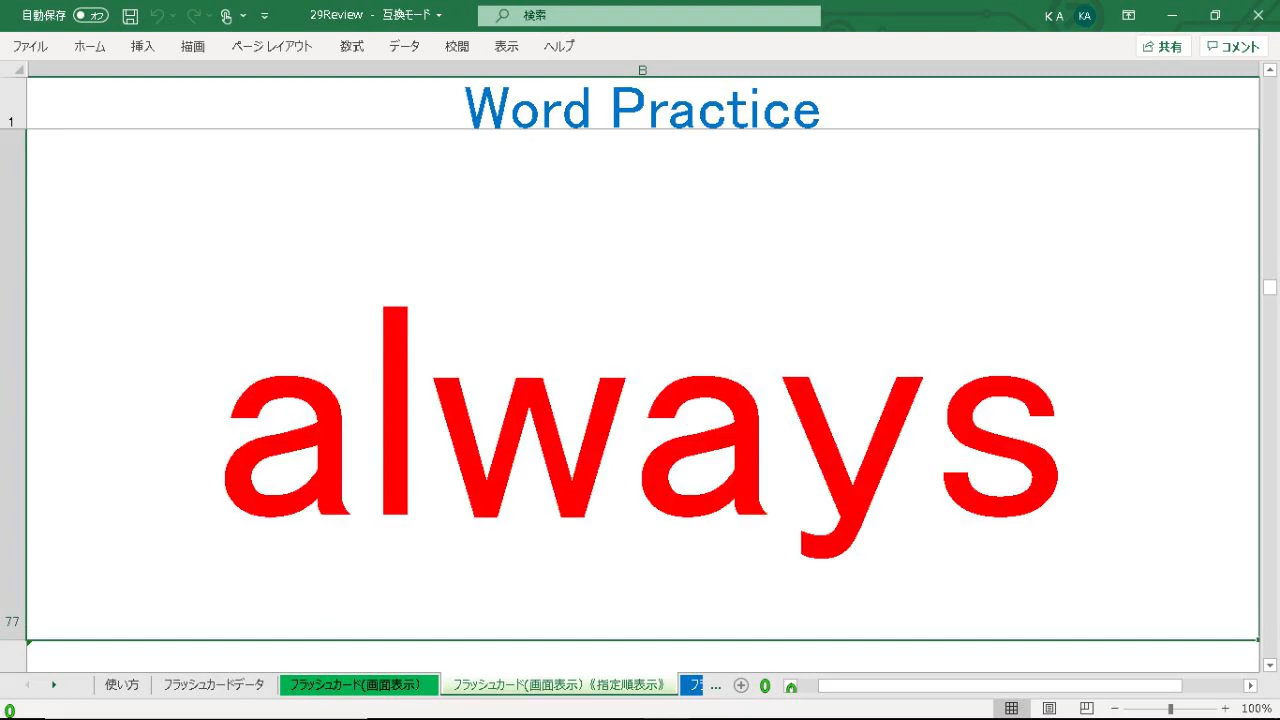 自動保存 オフ 29Review - 互換モード 検索 K A KA
ファイル ホーム 挿入 描画 ページ レイアウト 数式 データ 校閲 表示 ヘルプ 共有 コメント
B
1 Word Practice
always
77
使い方 フラッシュカードデータ フラッシュカード(画面表示) フラッシュカード(画面表示)《指定順表示》 フラ ...
100%